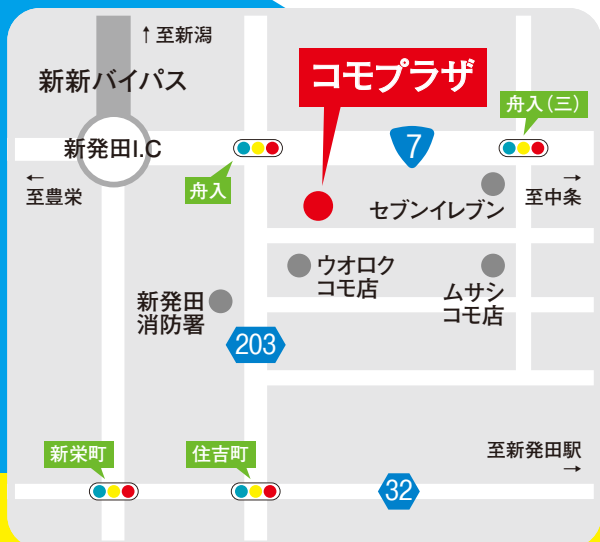 ↑至新潟
新新バイパス
コモプラザ
舟入(三)
新発田I.C
7
←
至豊栄
舟入
セブンイレブン
→
至中条
ウオロク
コモ店
ムサシ
コモ店
新発田
消防署
203
新栄町
住吉町
至新発田駅
→
32